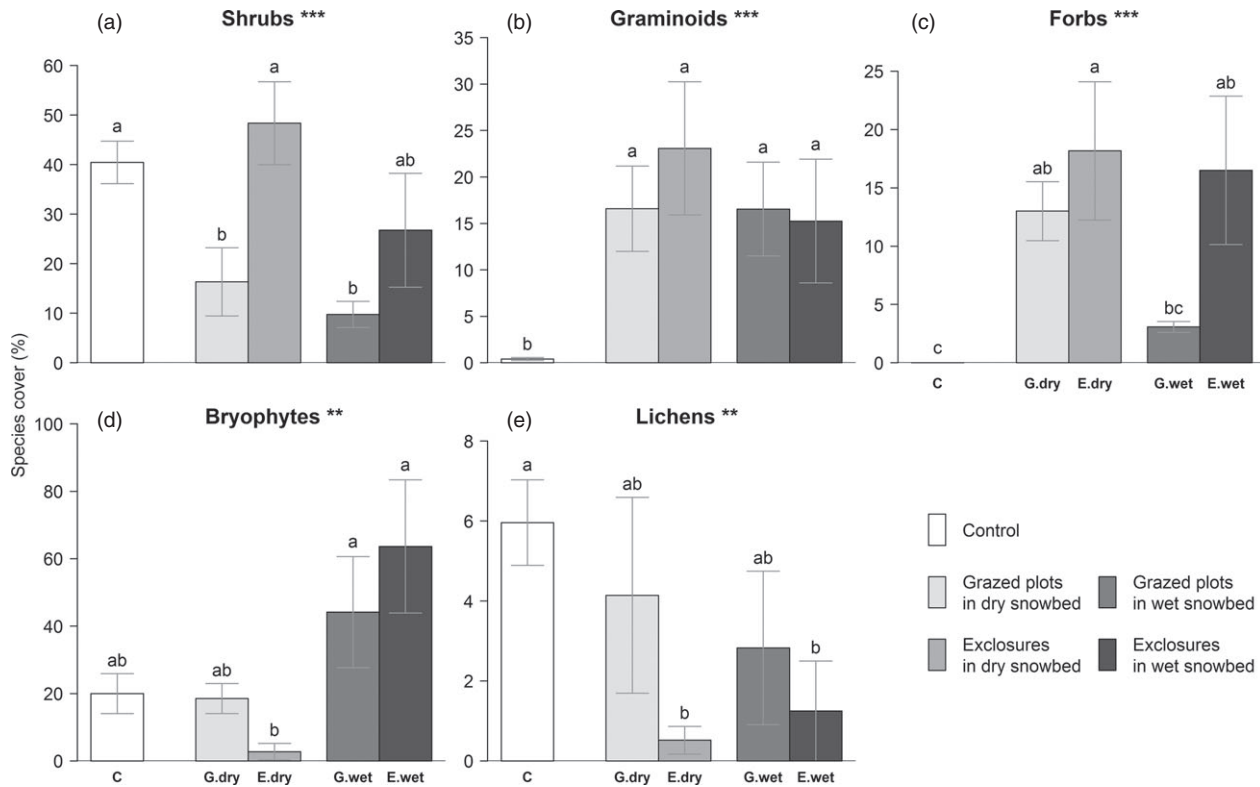 (a) Shrubs ***
60
50
40
30
20
10
0
a
b
a
b
ab
(b) Graminoids ***
35
30
25
20
15
10
5
0
b
a
a
a
a
(c) Forbs ***
25
20
15
10
5
0
c
ab
a
bc
ab
C G.dry E.dry G.wet E.wet
Species cover (%)
(d) Bryophytes **
100
80
60
40
20
0
ab
ab
b
a
a
C G.dry E.dry G.wet E.wet
(e) Lichens **
8
6
4
2
0
a
ab
b
ab
b
C G.dry E.dry G.wet E.wet
Control
Grazed plots
in dry snowbed
Grazed plots
in wet snowbed
Exclosures
in dry snowbed
Exclosures
in wet snowbed